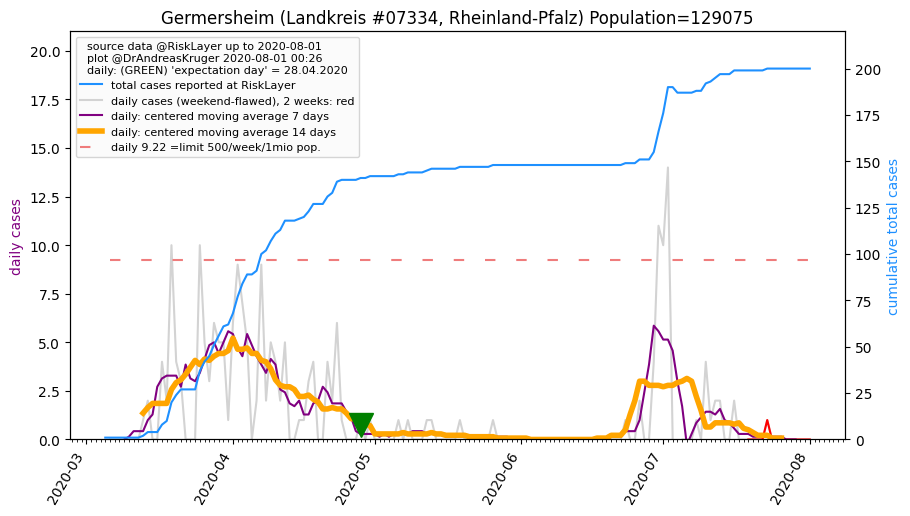 Germersheim (Landkreis #07334, Rheinland-Pfalz) Population=129075
source data @RiskLayer up to 2020-08-01
plot @DrAndreasKruger 2020-08-01 00:26
daily: (GREEN) 'expectation day' = 28.04.2020
total cases reported at RiskLayer
daily cases (weekend-flawed), 2 weeks: red
daily: centered moving average 7 days
daily: centered moving average 14 days
daily 9.22 =limit 500/week/1mio pop.
daily cases
20.0
17.5
15.0
12.5
10.0
7.5
5.0
2.5
0.0
cumulative total cases
200
175
150
125
100
75
50
25
0
2020-03
2020-04
2020-05
2020-06
2020-07
2020-08